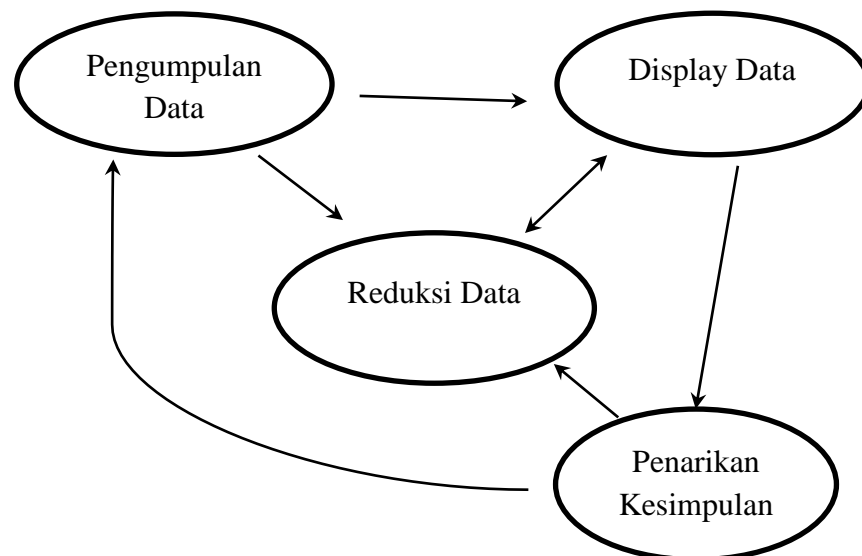 Pengumpulan
Data
Display Data
Reduksi Data
Penarikan
Kesimpulan